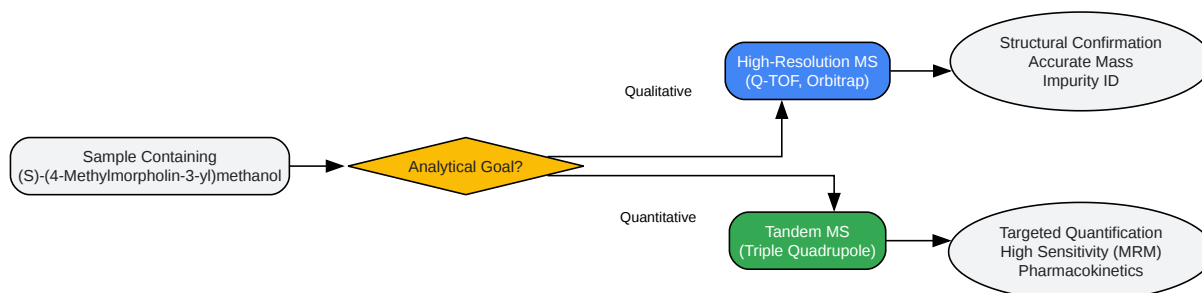 Sample Containing
(S)-(4-Methylmorpholin-3-yl)methanol
Analytical Goal?
Qualitative
High-Resolution MS
(Q-TOF, Orbitrap)
Structural Confirmation
Accurate Mass
Impurity ID
Quantitative
Tandem MS
(Triple Quadrupole)
Targeted Quantification
High Sensitivity (MRM)
Pharmacokinetics